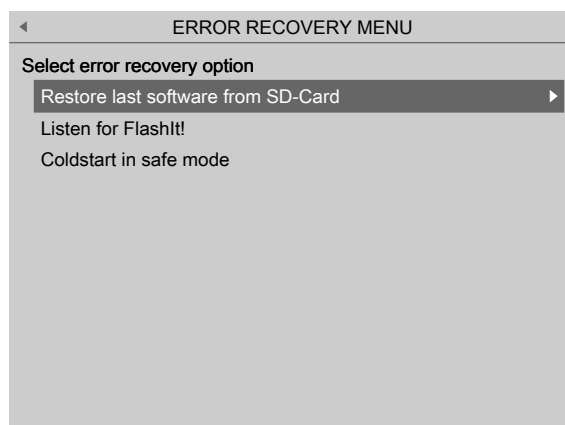 ERROR RECOVERY MENU
Select error recovery option
Restore last software from SD-Card
Listen for FlashIt!
Coldstart in safe mode